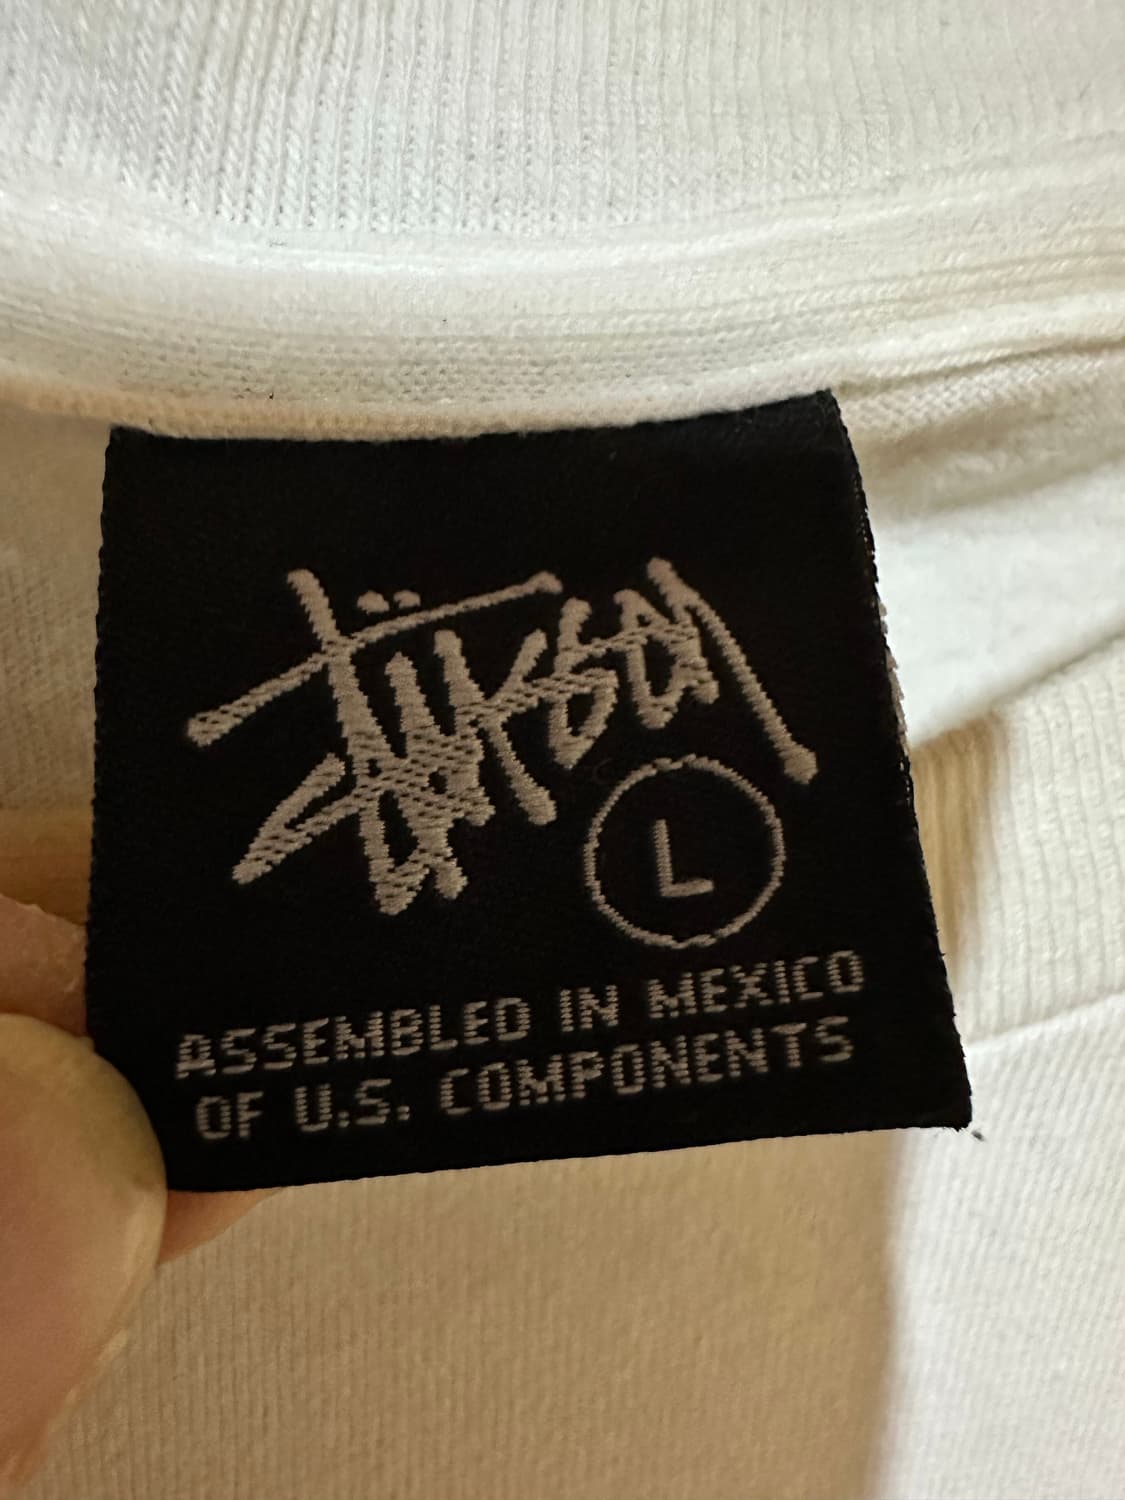 Stüssy
L
ASSEMBLED IN MEXICO
OF U.S. COMPONENTS